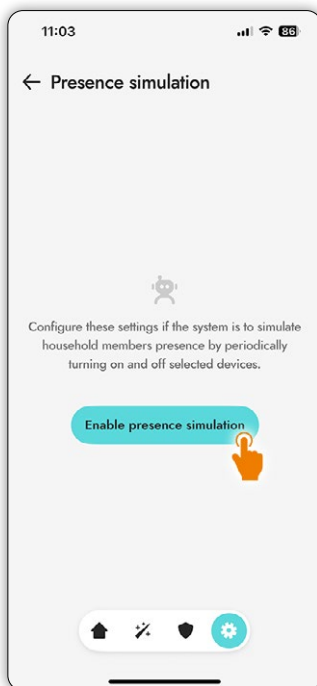 11:03
86
Presence simulation
Configure these settings if the system is to simulate
household members presence by periodically
turning on and off selected devices.
Enable presence simulation